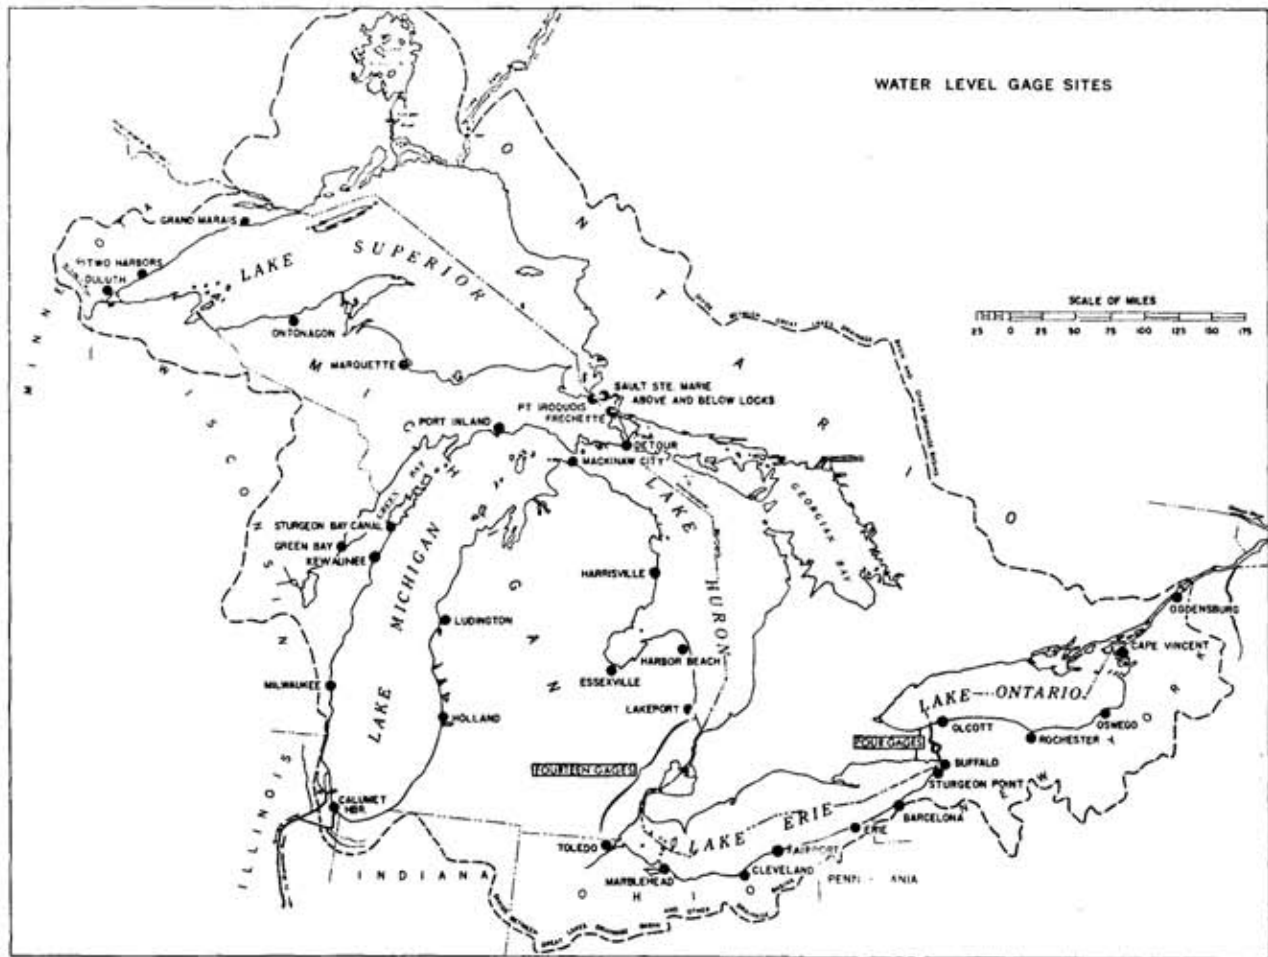 WATER LEVEL GAGE SITES
SCALE OF MILES
25 0 25 50 75 100 125 150 175
ONTARIO
GRAND MARAIS
TWO HARBORS
DULUTH
LAKE SUPERIOR
ONTONAGON
MARQUETTE
SAULT STE. MARIE
ABOVE AND BELOW LOCKS
PT IROQUOIS
FRECHETTE
PORT INLAND
DETOUR
MACKINAW CITY
WISCONSIN
MICHIGAN
GREEN BAY
LAKE HURON
GEORGIAN BAY
STURGEON BAY CANAL
GREEN BAY
KEWAUNEE
LAKE MICHIGAN
HARRISVILLE
LUDINGTON
HARBOR BEACH
ESSEXVILLE
MILWAUKEE
HOLLAND
LAKEPORT
OGDENSBURG
CAPE VINCENT
LAKE ONTARIO
OSWEGO
OLCOTT
ROCHESTER
FOUR GAGES
FOURTEEN GAGES
BUFFALO
STURGEON POINT
ILLINOIS
CALUMET
HBR.
LAKE ERIE
BARCELONA
ERIE
TOLEDO
FAIRPORT
MARBLEHEAD
CLEVELAND
INDIANA
OHIO